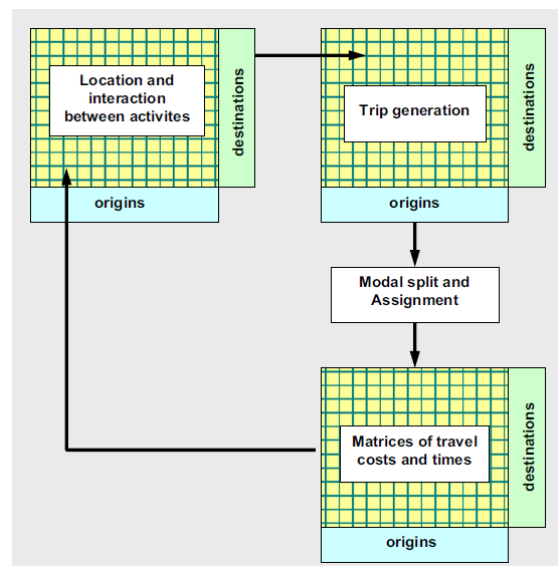 Location and
interaction
between activites
destinations
origins
Trip generation
destinations
origins
Modal split and
Assignment
Matrices of travel
costs and times
destinations
origins